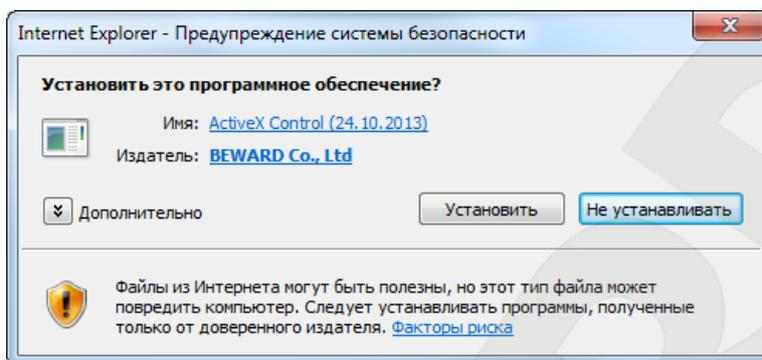 Internet Explorer - Предупреждение системы безопасности
Установить это программное обеспечение?
Имя: ActiveX Control (24.10.2013)
Издатель: BEWARD Co., Ltd
Дополнительно
Установить
Не устанавливать
Файлы из Интернета могут быть полезны, но этот тип файла может
повредить компьютер. Следует устанавливать программы, полученные
только от доверенного издателя. Факторы риска